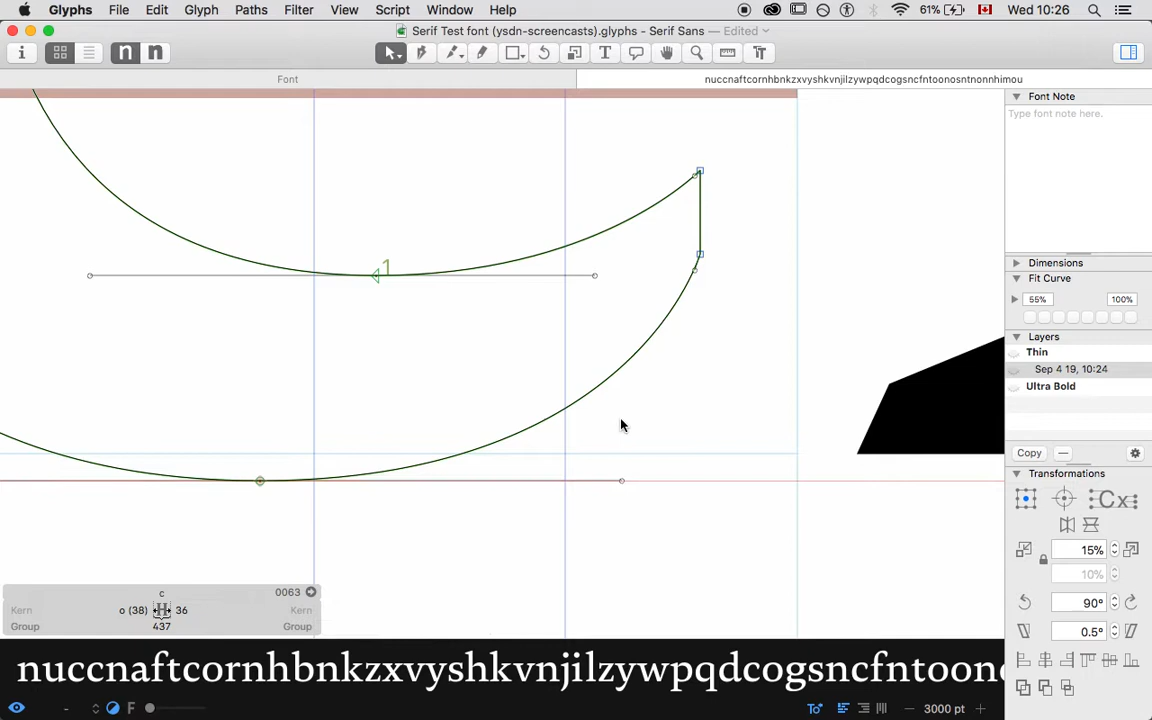 Glyphs File Edit Glyph Paths Filter View Script Window Help 61% Wed 10:26
Serif Test font (ysdn-screencasts).glyphs - Serif Sans — Edited
n n T
Font nuccnaftcornhbnkzxvyshkvnjilzywpqdcogsncfntoonosntnonnhimou
Font Note
Type font note here.
1
Dimensions
Fit Curve
55% 100%
Layers
Thin
Sep 4 19, 10:24
Ultra Bold
Copy
Transformations
Cx
15%
10%
90°
0.5°
c 0063
Kern o (38) H 36 Kern
Group 437 Group
nuccnaftcornhbnkzxvyshkvnjilzywpqdcogsncfntoon
- F To 3000 pt